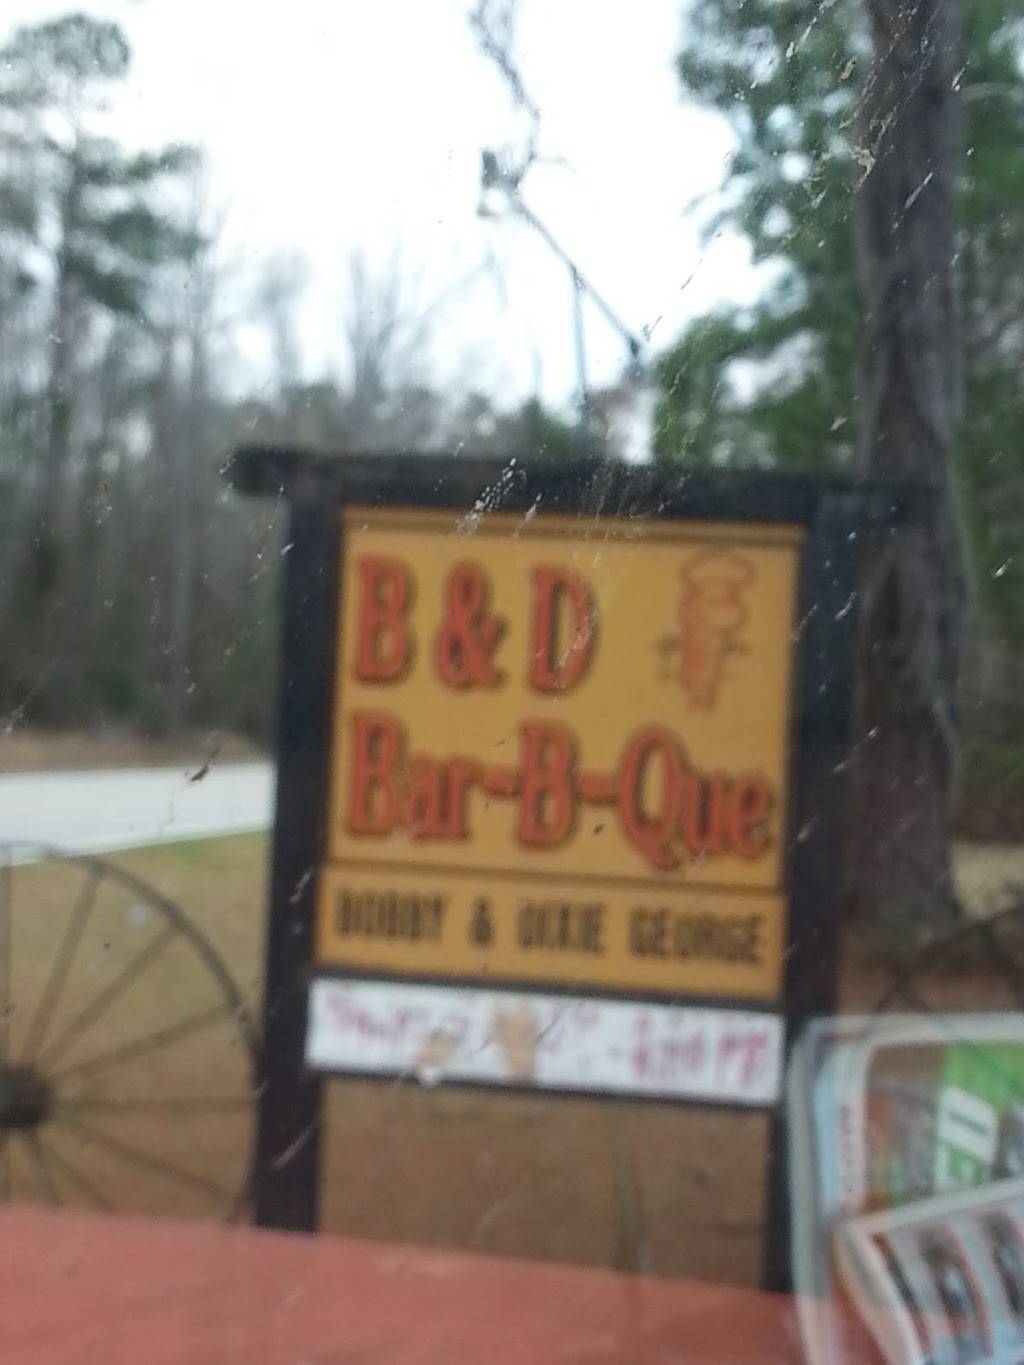 B & D
Bar-B-Que
BOBBY & DIXIE GEORGE